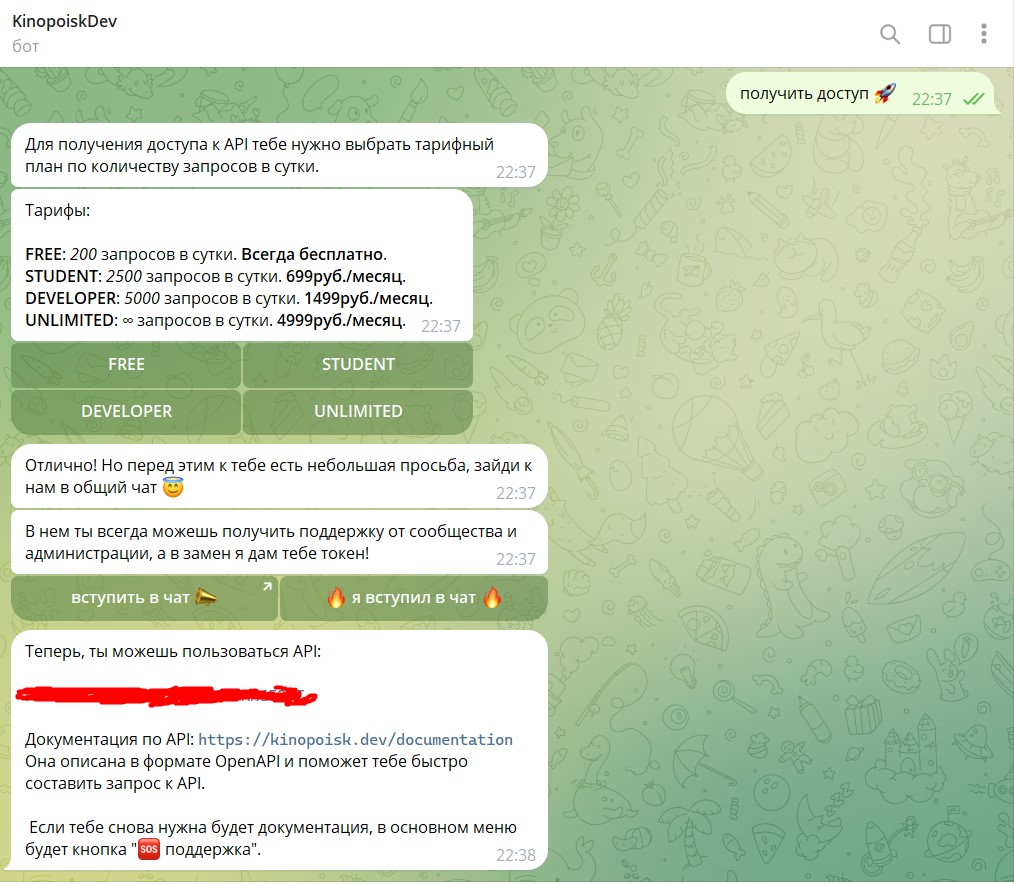 KinopoiskDev
бот
получить доступ 🚀 22:37
Для получения доступа к API тебе нужно выбрать тарифный
план по количеству запросов в сутки.
22:37
Тарифы:
FREE: 200 запросов в сутки. Всегда бесплатно.
STUDENT: 2500 запросов в сутки. 699руб./месяц.
DEVELOPER: 5000 запросов в сутки. 1499руб./месяц.
UNLIMITED: ∞ запросов в сутки. 4999руб./месяц.
22:37
FREE
STUDENT
DEVELOPER
UNLIMITED
Отлично! Но перед этим к тебе есть небольшая просьба, зайди к
нам в общий чат 😇
22:37
В нем ты всегда можешь получить поддержку от сообщества и
администрации, а в замен я дам тебе токен!
22:37
вступить в чат 📣
🔥 я вступил в чат 🔥
Теперь, ты можешь пользоваться API:
Документация по API: https://kinopoisk.dev/documentation
Она описана в формате OpenAPI и поможет тебе быстро
составить запрос к API.
Если тебе снова нужна будет документация, в основном меню
будет кнопка "🆘 поддержка".
22:38